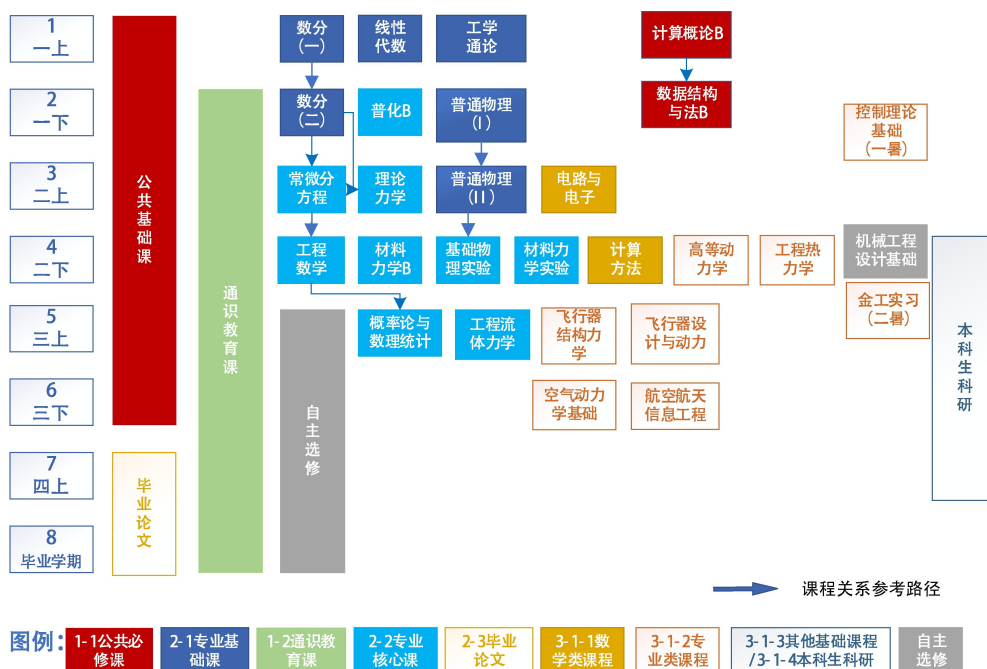 1
一上
数分
（一）
线性
代数
工学
通论
计算概论B
2
一下
数分
（二）
普化B
普通物理
（I）
数据结构
与法B
控制理论
基础
（一暑）
3
二上
常微分
方程
理论
力学
普通物理
（II）
电路与
电子
4
二下
工程
数学
材料
力学B
基础物
理实验
材料力
学实验
计算
方法
高等动
力学
工程热
力学
机械工程
设计基础
5
三上
概率论与
数理统计
工程流
体力学
飞行器
结构力
学
飞行器设
计与动力
金工实习
（二暑）
6
三下
空气动力
学基础
航空航天
信息工程
7
四上
8
毕业学期
公共基础课
通识教育课
自主选修
毕业论文
本科生科研
课程关系参考路径
图例：
1-1公共必
修课
2-1专业基
础课
1-2通识教
育课
2-2专业
核心课
2-3毕业
论文
3-1-1数
学类课程
3-1-2专
业类课程
3-1-3其他基础课程
/3-1-4本科生科研
自主
选修